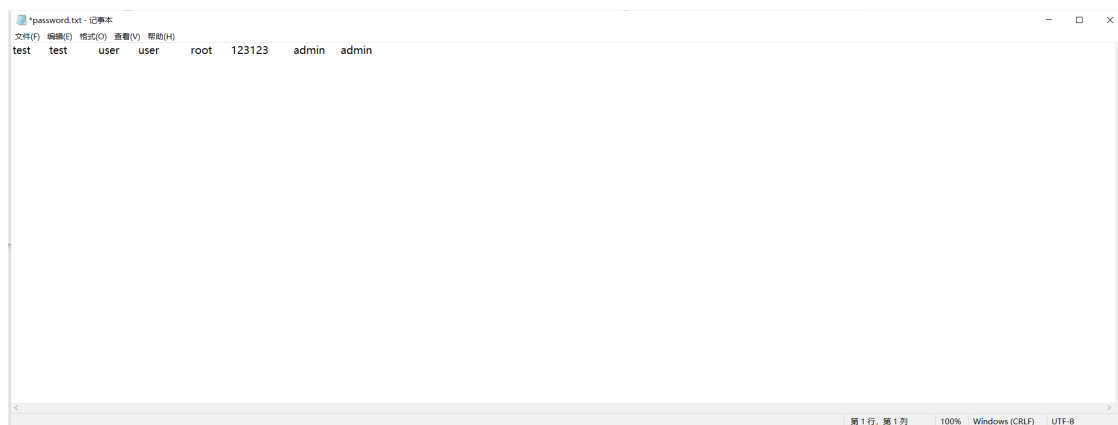 *password.txt - 记事本
文件(F) 编辑(E) 格式(O) 查看(V) 帮助(H)
test test user user root 123123 admin admin
第 1 行，第 1 列 100% Windows (CRLF) UTF-8